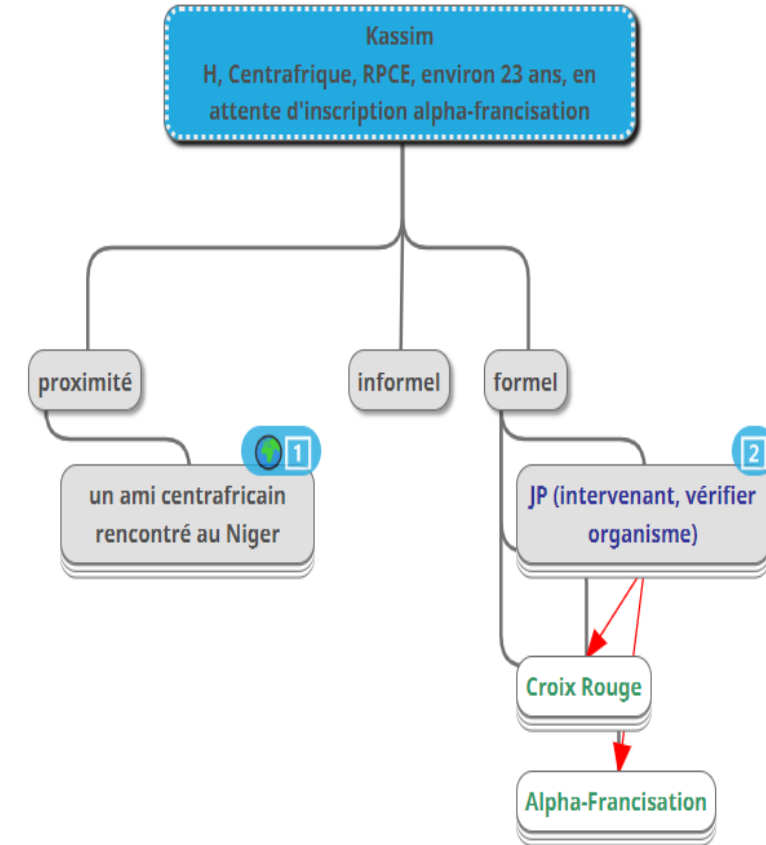 Kassim
H, Centrafrique, RPCE, environ 23 ans, en
attente d'inscription alpha-francisation
proximité
informel
formel
1
2
un ami centrafricain
rencontré au Niger
JP (intervenant, vérifier
organisme)
Croix Rouge
Alpha-Francisation